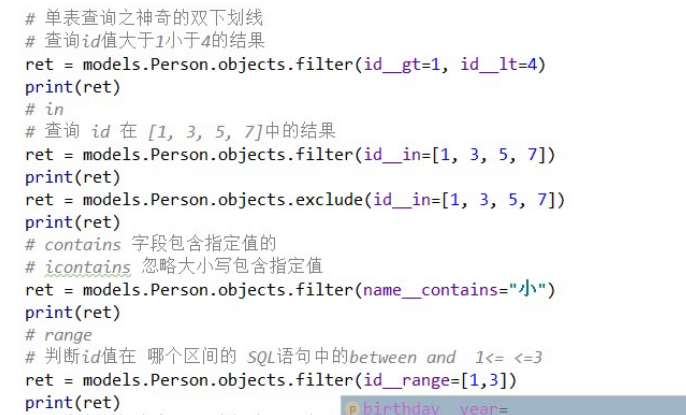 # 单表查询之神奇的双下划线
# 查询id值大于1小于4的结果
ret = models.Person.objects.filter(id__gt=1, id__lt=4)
print(ret)
# in
# 查询 id 在 [1, 3, 5, 7]中的结果
ret = models.Person.objects.filter(id__in=[1, 3, 5, 7])
print(ret)
ret = models.Person.objects.exclude(id__in=[1, 3, 5, 7])
print(ret)
# contains 字段包含指定值的
# icontains 忽略大小写包含指定值
ret = models.Person.objects.filter(name__contains="小")
print(ret)
# range
# 判断id值在 哪个区间的 SQL语句中的between and  1<= <=3
ret = models.Person.objects.filter(id__range=[1,3])
print(ret)
p birthday__year=